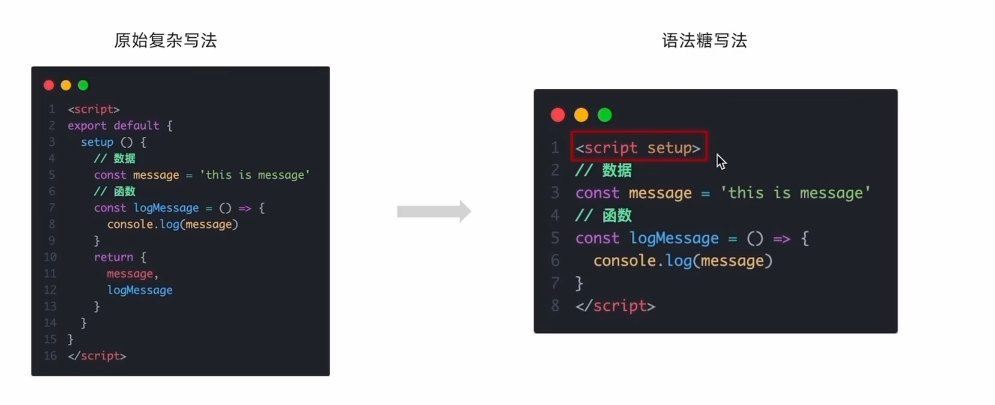 原始复杂写法
1 <script>
2 export default {
3   setup () {
4     // 数据
5     const message = 'this is message'
6     // 函数
7     const logMessage = () => {
8       console.log(message)
9     }
10     return {
11       message,
12       logMessage
13     }
14   }
15 }
16 </script>
语法糖写法
1 <script setup>
2 // 数据
3 const message = 'this is message'
4 // 函数
5 const logMessage = () => {
6   console.log(message)
7 }
8 </script>